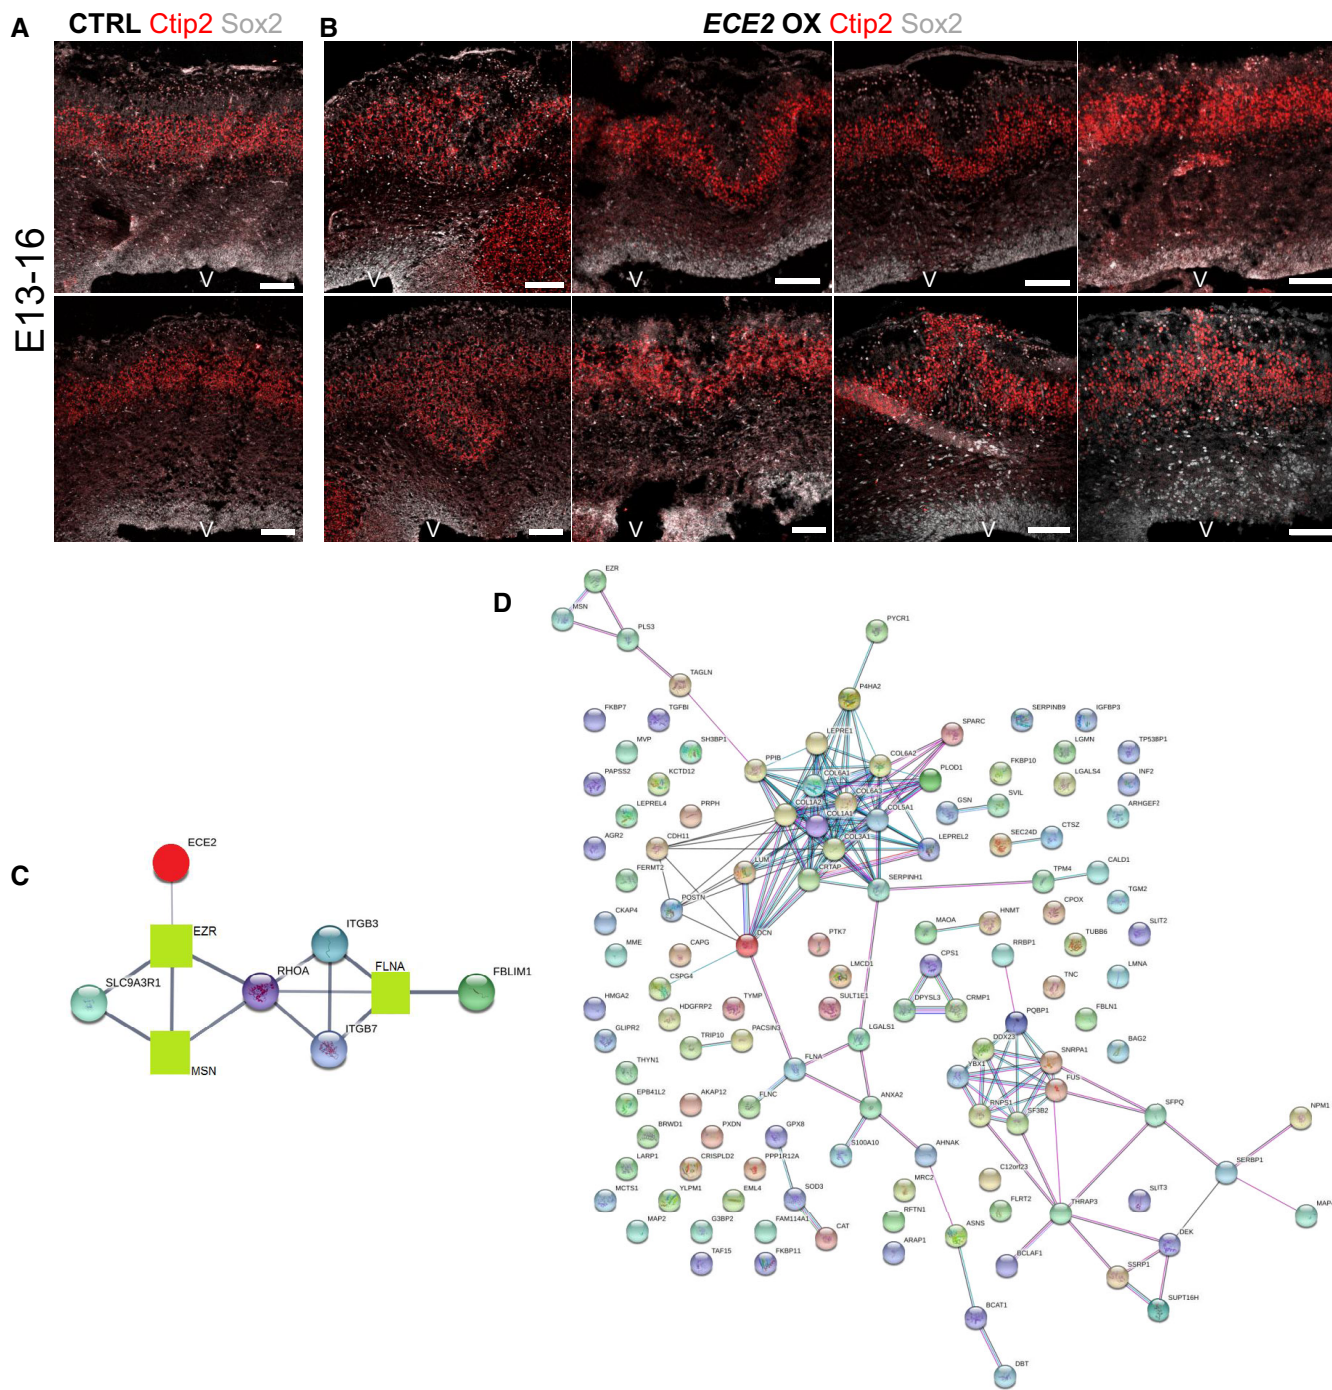 A CTRL Ctip2 Sox2 B ECE2 OX Ctip2 Sox2
E13-16
V
V
V
V
V
V
V
V
V
V
C
ECE2
EZR
ITGB3
RHOA
FLNA
SLC9A3R1
FBLIM1
ITGB7
MSN
D
EZR
MSN
PLS3
PYCR1
TAGLN
P4HA2
FKBP7
TGFBI
SERPINB9
IGFBP3
SPARC
LEPRE1
MVP
SH3BP1
COL6A2
LGMN
TP53BP1
PPIB
COL6A1
PLOD1
FKBP10
PAPSS2
KCTD12
COL6A3
LGALS4
INF2
COL1A2
COL5A1
GSN
SVIL
LEPREL4
PRPH
COL1A1
ARHGEF2
AGR2
CDH11
COL3A1
LEPREL2
SEC24D
CTSZ
LUM
CRTAP
FERMT2
SERPINH1
TPM4
CALD1
POSTN
TGM2
CKAP4
MAOA
HNMT
CPOX
SLIT2
DCN
PTK7
TUBB6
MME
CAPG
RRBP1
CSPG4
LMCD1
CPS1
LMNA
TNC
HMGA2
HDGFRP2
TYMP
SULT1E1
DPYSL3
CRMP1
FBLN1
PQBP1
GLIPR2
TRIP10
PACSIN3
LGALS1
DDX23
SNRPA1
BAG2
THYN1
FLNA
YBX1
FUS
EPB41L2
AKAP12
FLNC
ANXA2
RNPS1
SF3B2
SFPQ
NPM1
BRWD1
PXDN
GPX8
S100A10
AHNAK
LARP1
CRISPLD2
PPP1R12A
C12orf23
SERBP1
MCTS1
YLPM1
EML4
SOD3
MRC2
FLRT2
THRAP3
SLIT3
MAP4
MAP2
G3BP2
FAM114A1
CAT
RFTN1
ASNS
DEK
TAF15
FKBP11
ARAP1
BCLAF1
SSRP1
SUPT16H
BCAT1
DBT